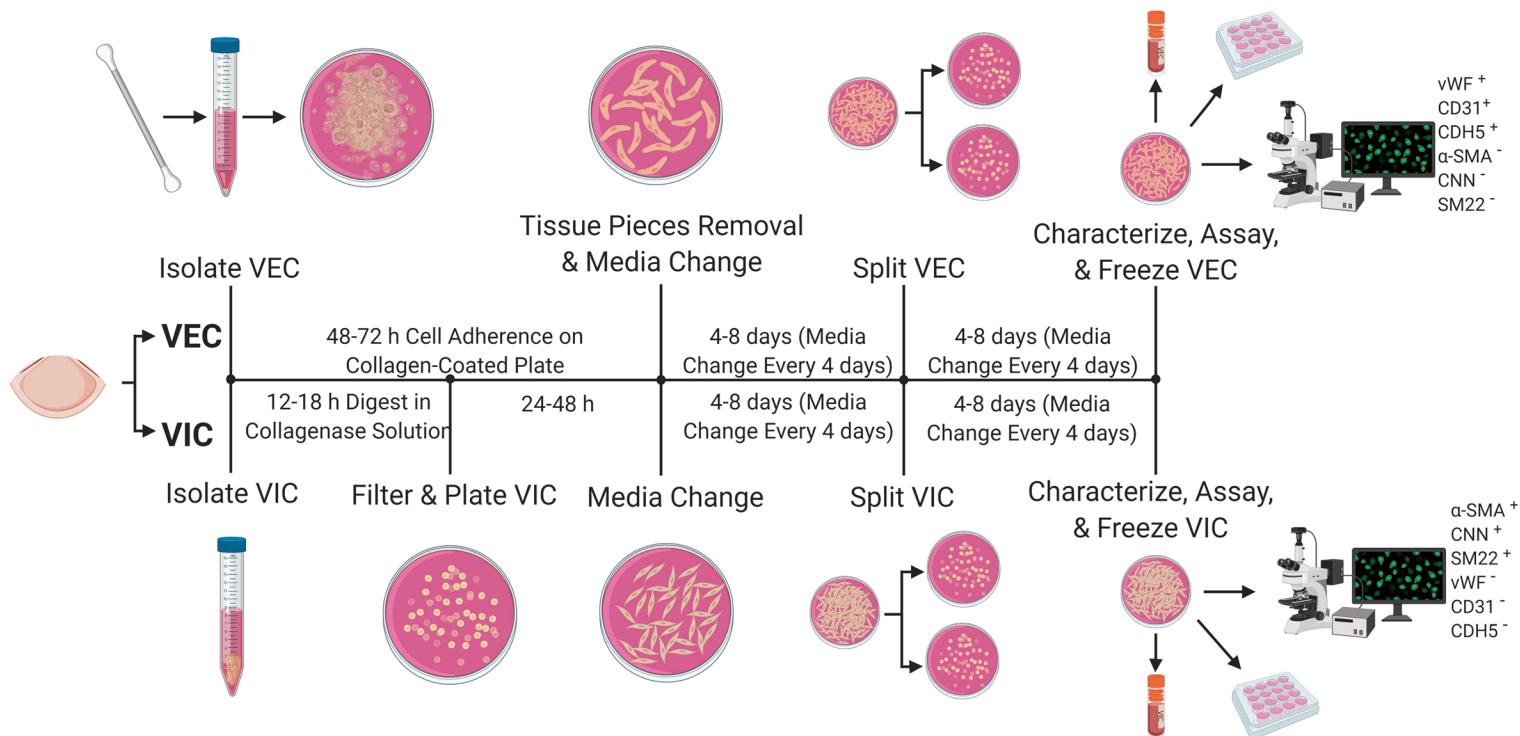 VEC
vWF +
CD31+
CDH5 +
α-SMA -
CNN -
SM22 -
Tissue Pieces Removal
& Media Change
Characterize, Assay,
& Freeze VEC
Isolate VEC
Split VEC
VEC
48-72 h Cell Adherence on
Collagen-Coated Plate
4-8 days (Media
Change Every 4 days)
4-8 days (Media
Change Every 4 days)
12-18 h Digest in
Collagenase Solution
24-48 h
4-8 days (Media
Change Every 4 days)
4-8 days (Media
Change Every 4 days)
VIC
Isolate VIC
Filter & Plate VIC
Media Change
Split VIC
Characterize, Assay,
& Freeze VIC
α-SMA +
CNN +
SM22 +
vWF -
CD31 -
CDH5 -
VIC